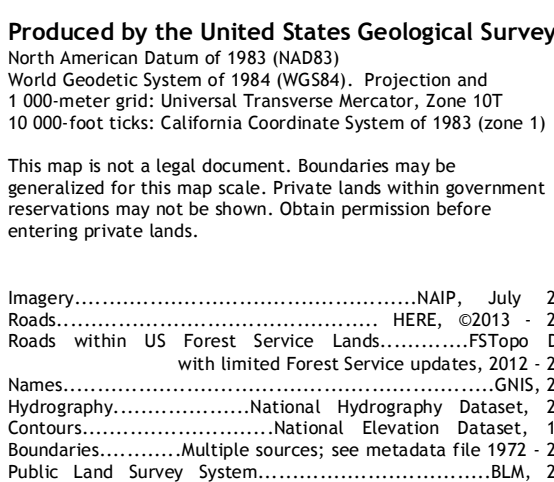 Produced by the United States Geological Survey
North American Datum of 1983 (NAD83)
World Geodetic System of 1984 (WGS84). Projection and
1 000-meter grid: Universal Transverse Mercator, Zone 10T
10 000-foot ticks: California Coordinate System of 1983 (zone 1)
This map is not a legal document. Boundaries may be
generalized for this map scale. Private lands within government
reservations may not be shown. Obtain permission before
entering private lands.
Imagery..................................................NAIP, July
Roads............................................... HERE, ©2013 -
Roads within US Forest Service Lands.............FSTopo
with limited Forest Service updates, 2012 -
Names...............................................................GNIS,
Hydrography....................National Hydrography Dataset,
Contours............................National Elevation Dataset,
Boundaries............Multiple sources; see metadata file 1972 -
Public Land Survey System..................................BLM,